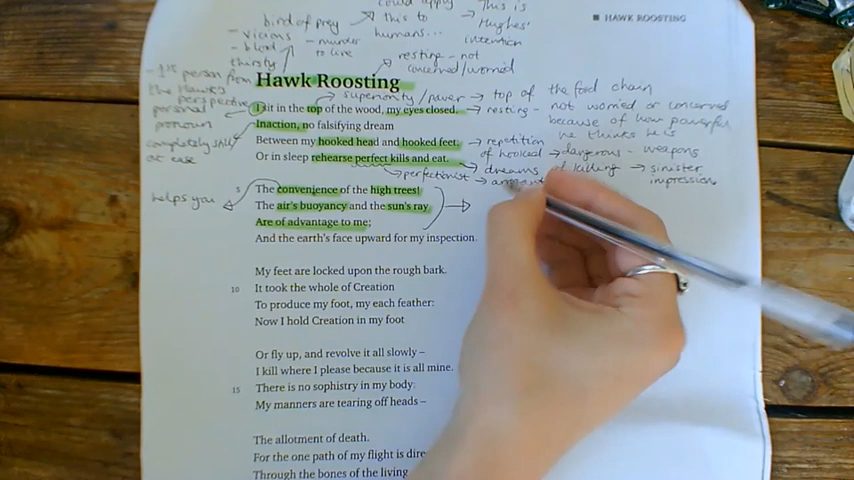 could apply
this to
humans...
This is
Hughes'
intention
■ HAWK ROOSTING
bird of prey
- vicious
- blood
thirsty
- murder
to live
resting - not
concerned/worried
- 1st person from
the Hawk's
perspective
personal
pronoun
completely still
at ease
Hawk Roosting
superiority/power → top of the food chain
I sit in the top of the wood, my eyes closed.
→ resting - not worried or concerned
because of how powerful
he thinks he is
Inaction, no falsifying dream
Between my hooked head and hooked feet:
→ repetition
of hooked → dangerous - weapons
Or in sleep rehearse perfect kills and eat.
→ dreams of killing → sinister
impression
→ perfectionist →
5 The convenience of the high trees!
helps you
The air's buoyancy and the sun's ray
Are of advantage to me;
And the earth's face upward for my inspection.
My feet are locked upon the rough bark.
10 It took the whole of Creation
To produce my foot, my each feather:
Now I hold Creation in my foot
Or fly up, and revolve it all slowly –
I kill where I please because it is all mine.
15 There is no sophistry in my body:
My manners are tearing off heads –
The allotment of death.
For the one path of my flight is
Through the bones of the living